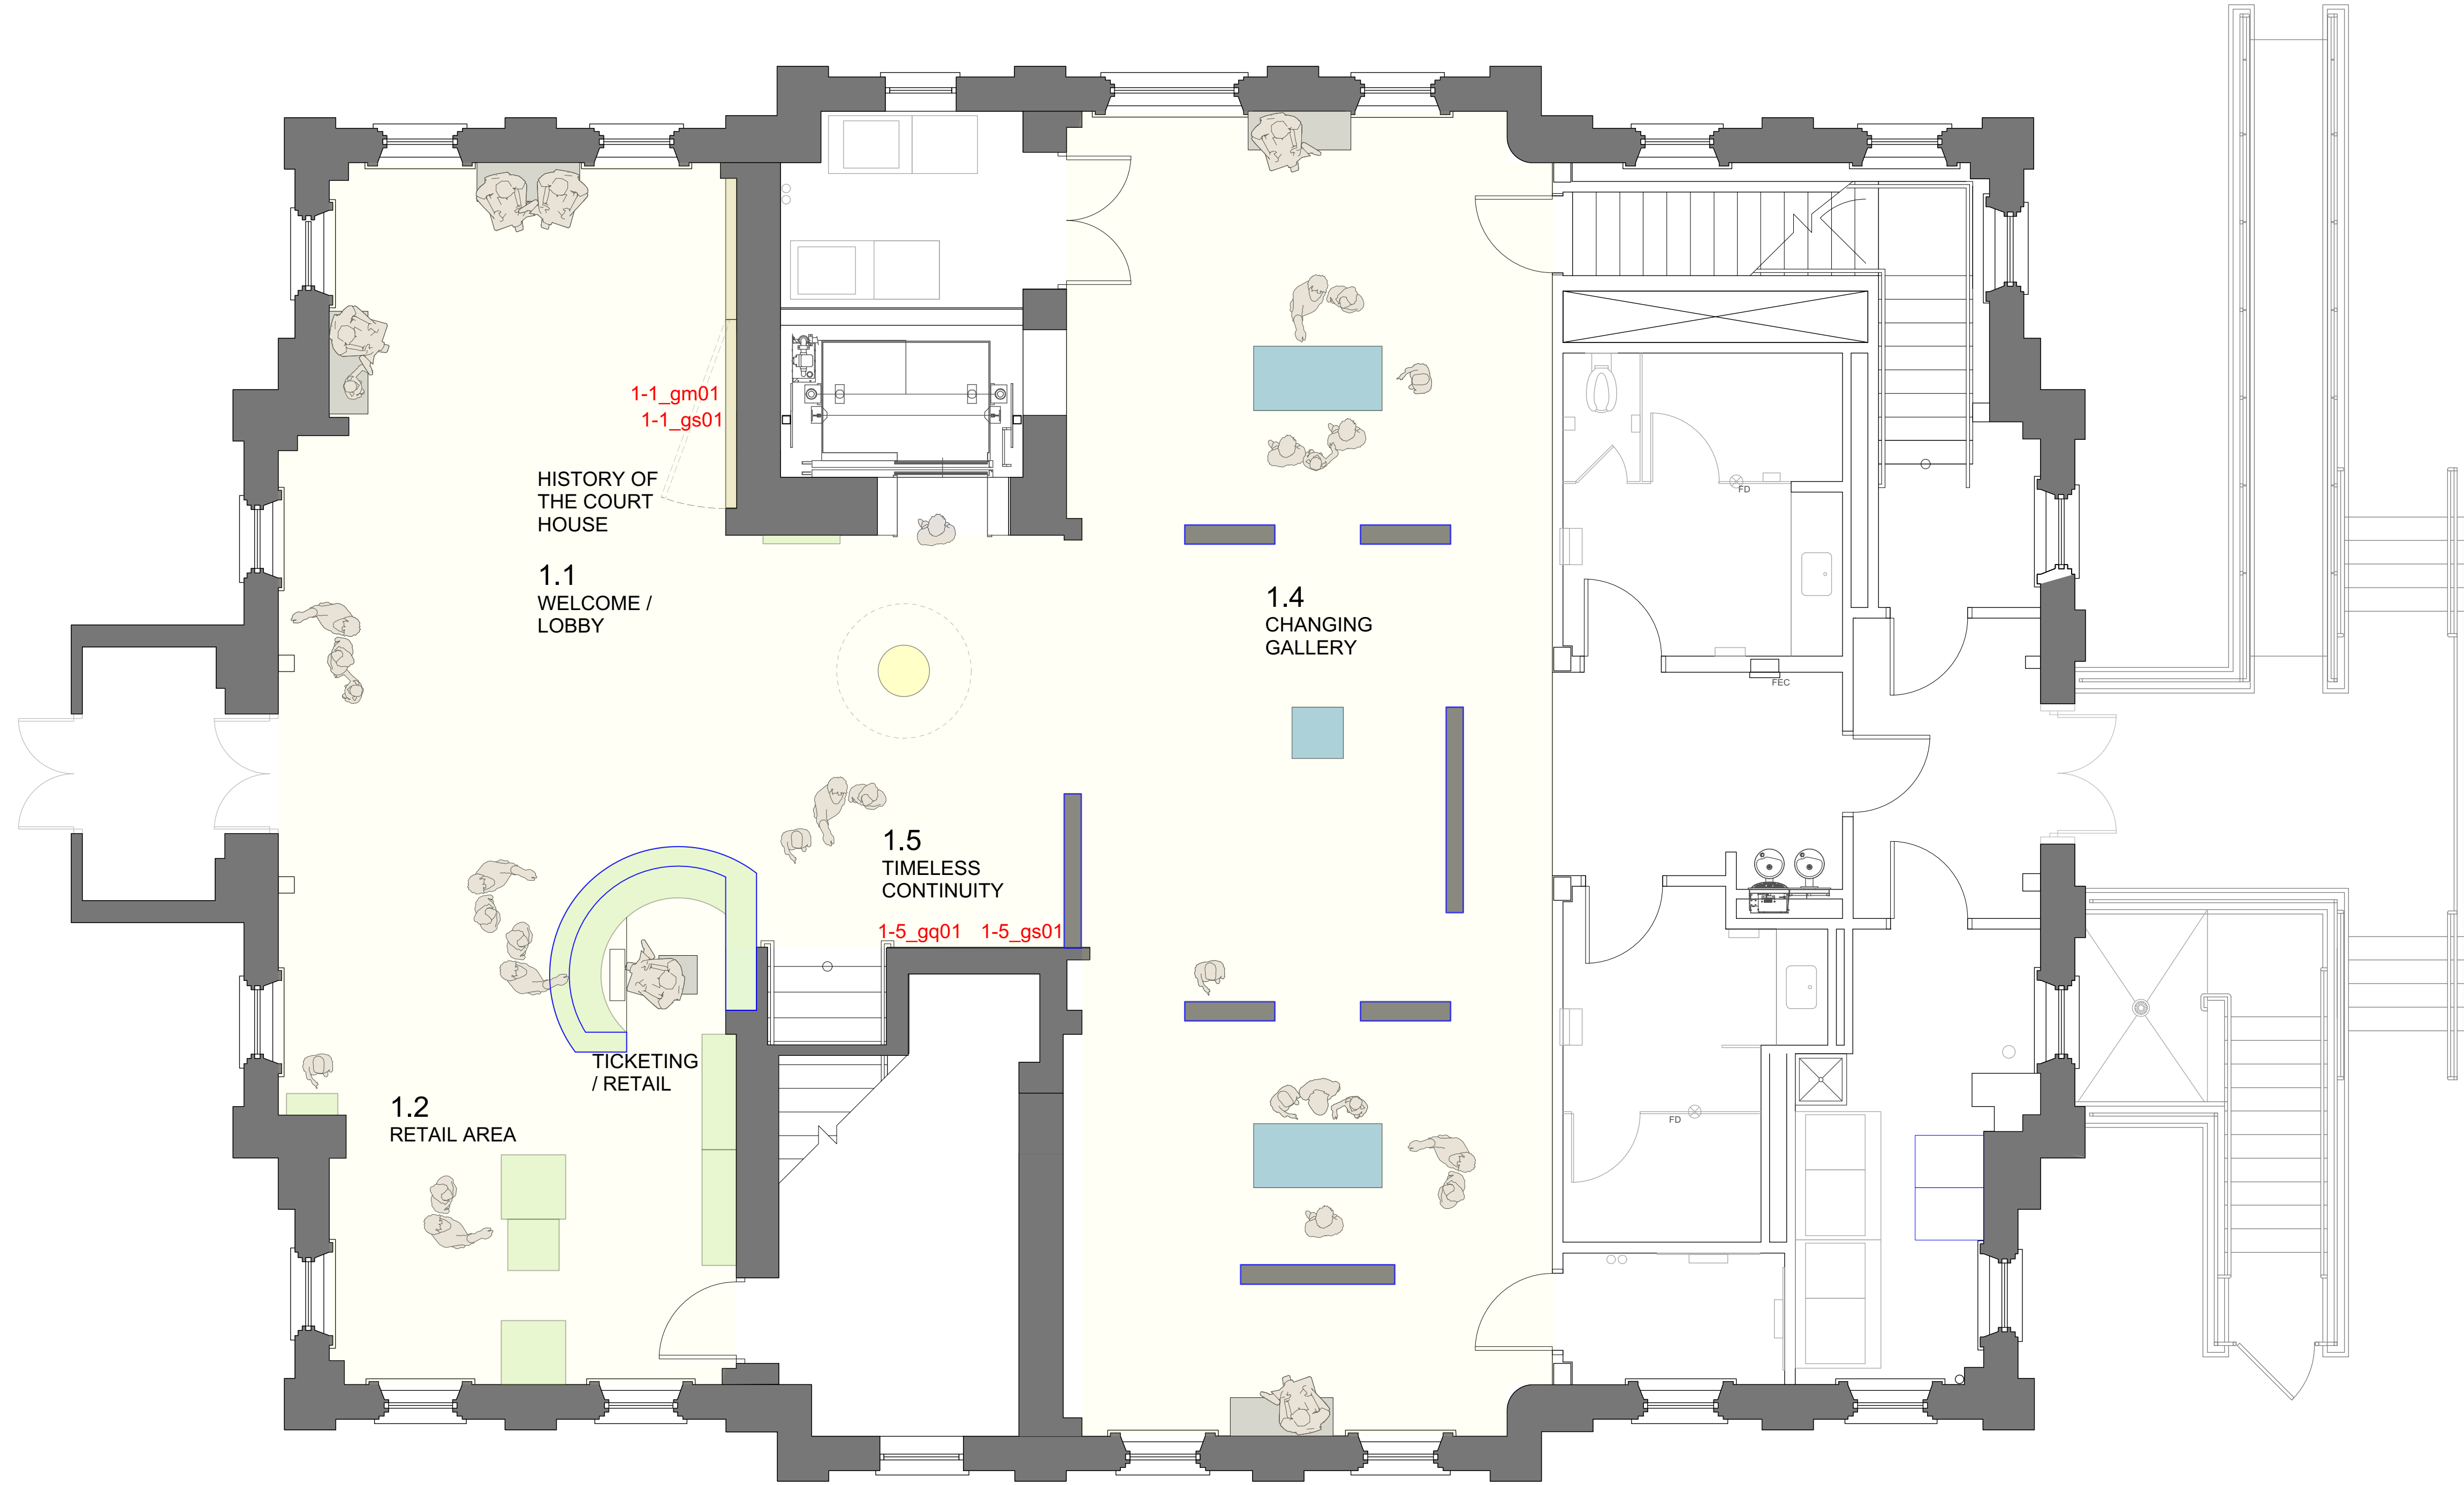 1-1_gm01
1-1_gs01
HISTORY OF
THE COURT
HOUSE
1.1
WELCOME /
LOBBY
1.4
CHANGING
GALLERY
FD
FEC
1.5
TIMELESS
CONTINUITY
1-5_gq01 1-5_gs01
TICKETING
/ RETAIL
1.2
RETAIL AREA
FD